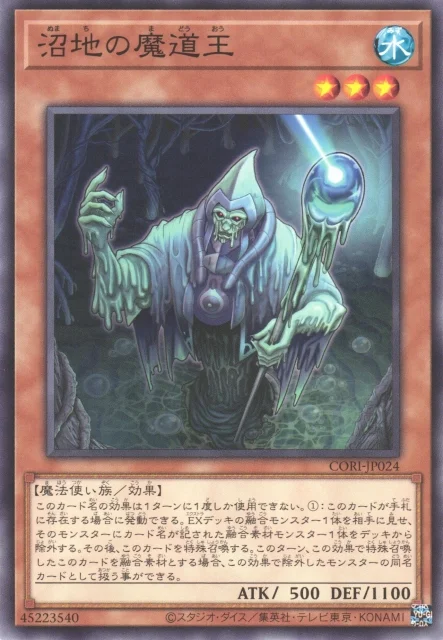 沼地の魔道王
水
CORI-JP024
【魔法使い族／効果】
このカード名の効果は1ターンに1度しか使用できない。①：このカードが手札
に存在する場合に発動できる。EXデッキの融合モンスター1体を相手に見せ、
そのモンスターにカード名が記された融合素材モンスター1体をデッキから
除外する。その後、このカードを特殊召喚する。このターン、この効果で特殊召喚
したこのカードを融合素材とする場合、この効果で除外したモンスターの同名
カードとして扱う事ができる。
ATK/ 500 DEF/1100
45223540
©スタジオ・ダイス／集英社・テレビ東京・KONAMI